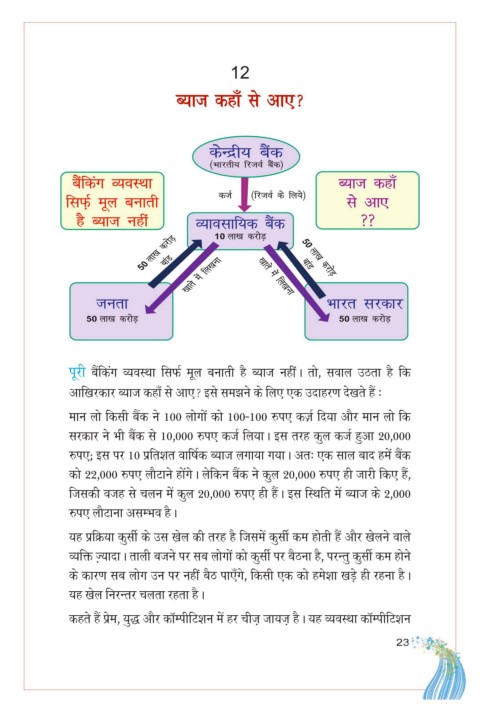 12
ब्याज कहाँ से आए?
केन्द्रीय बैंक
(भारतीय रिजर्व बैंक)
बैंकिंग व्यवस्था
सिर्फ़ मूल बनाती
है ब्याज नहीं
ब्याज कहाँ
से आए
??
कर्ज (रिजर्व के लिये)
व्यावसायिक बैंक
10 लाख करोड़
50 लाख करोड़
बांड
खाते में लिखना
खाते में लिखना
50 लाख करोड़
बांड
जनता
50 लाख करोड़
भारत सरकार
50 लाख करोड़
पूरी बैंकिंग व्यवस्था सिर्फ मूल बनाती है ब्याज नहीं। तो, सवाल उठता है कि
आखिरकार ब्याज कहाँ से आए? इसे समझने के लिए एक उदाहरण देखते हैं :
मान लो किसी बैंक ने 100 लोगों को 100-100 रुपए कर्ज़ दिया और मान लो कि
सरकार ने भी बैंक से 10,000 रुपए कर्ज लिया। इस तरह कुल कर्ज हुआ 20,000
रुपए; इस पर 10 प्रतिशत वार्षिक ब्याज लगाया गया। अतः एक साल बाद हमें बैंक
को 22,000 रुपए लौटाने होंगे। लेकिन बैंक ने कुल 20,000 रुपए ही जारी किए हैं,
जिसकी वजह से चलन में कुल 20,000 रुपए ही हैं। इस स्थिति में ब्याज के 2,000
रुपए लौटाना असम्भव है।
यह प्रक्रिया कुर्सी के उस खेल की तरह है जिसमें कुर्सी कम होती हैं और खेलने वाले
व्यक्ति ज़्यादा। ताली बजने पर सब लोगों को कुर्सी पर बैठना है, परन्तु कुर्सी कम होने
के कारण सब लोग उन पर नहीं बैठ पाएँगे, किसी एक को हमेशा खड़े ही रहना है।
यह खेल निरन्तर चलता रहता है।
कहते हैं प्रेम, युद्ध और कॉम्पीटिशन में हर चीज़ जायज़ है। यह व्यवस्था कॉम्पीटिशन
23